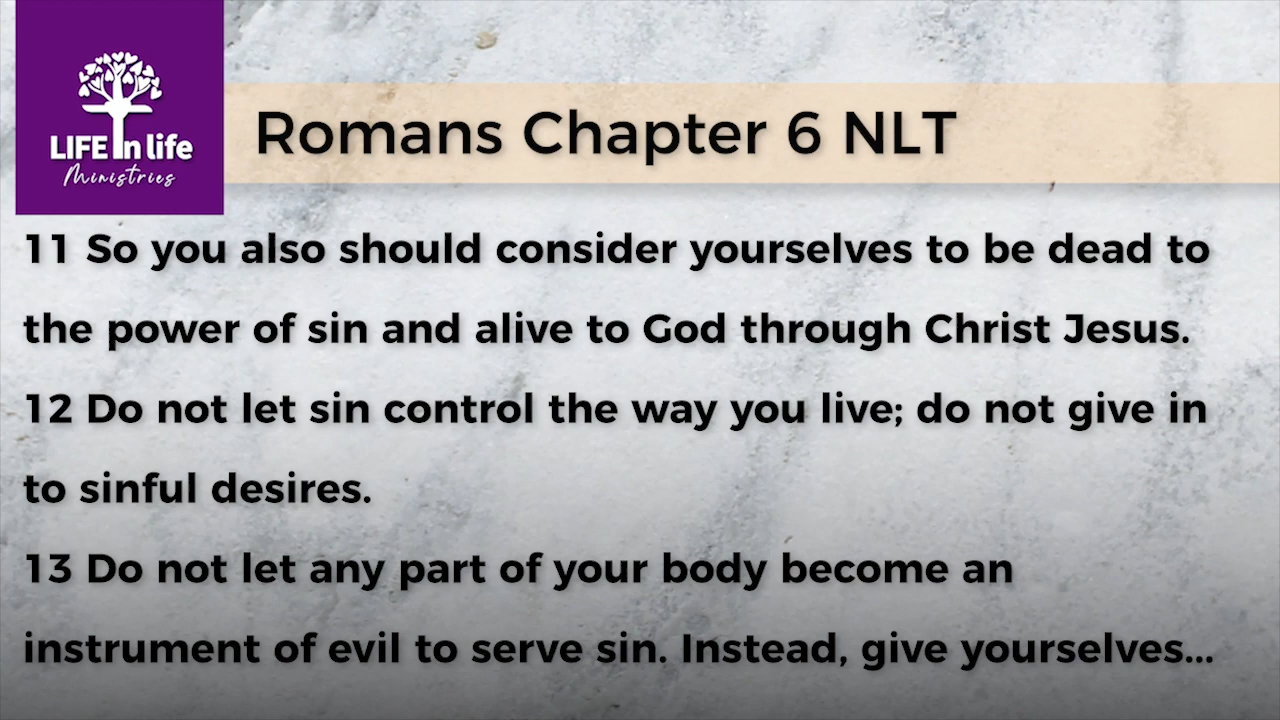 LIFE In life
Ministries
Romans Chapter 6 NLT
11 So you also should consider yourselves to be dead to
the power of sin and alive to God through Christ Jesus.
12 Do not let sin control the way you live; do not give in
to sinful desires.
13 Do not let any part of your body become an
instrument of evil to serve sin. Instead, give yourselves...